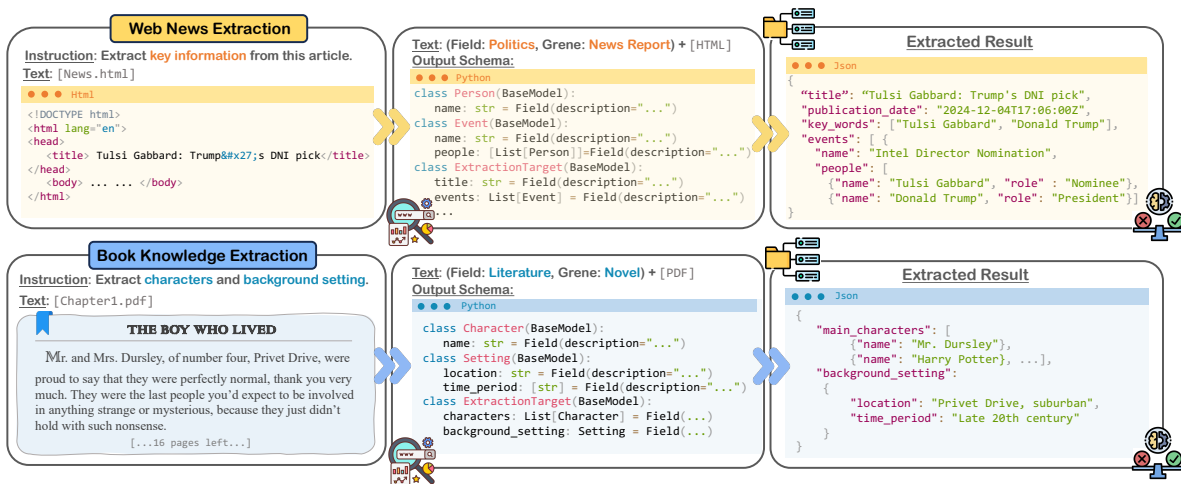 Web News Extraction
Instruction: Extract key information from this article.
Text: [News.html]
Html
<!DOCTYPE html>
<html lang="en">
<head>
<title> Tulsi Gabbard: Trump&#x27;s DNI pick</title>
</head>
<body> ... ... </body>
</html>
Text: (Field: Politics, Grene: News Report) + [HTML]
Output Schema:
Python
class Person(BaseModel):
name: str = Field(description="...")
class Event(BaseModel):
name: str = Field(description="...")
people: [List[Person]]=Field(description="...")
class ExtractionTarget(BaseModel):
title: str = Field(description="...")
events: List[Event] = Field(description="...")
...
WWW
Extracted Result
Json
{
“title”: “Tulsi Gabbard: Trump’s DNI pick",
"publication_date": "2024-12-04T17:06:00Z",
"key_words": ["Tulsi Gabbard", "Donald Trump"],
"events": [ {
"name": "Intel Director Nomination",
"people": [
{"name": "Tulsi Gabbard", "role" : "Nominee"},
{"name": "Donald Trump", "role": "President"}]
}
Book Knowledge Extraction
Instruction: Extract characters and background setting.
Text: [Chapter1.pdf]
THE BOY WHO LIVED
Mr. and Mrs. Dursley, of number four, Privet Drive, were
proud to say that they were perfectly normal, thank you very
much. They were the last people you’d expect to be involved
in anything strange or mysterious, because they just didn’t
hold with such nonsense.
[...16 pages left...]
Text: (Field: Literature, Grene: Novel) + [PDF]
Output Schema:
Python
class Character(BaseModel):
name: str = Field(description="...")
class Setting(BaseModel):
location: str = Field(description="...")
time_period: [str] = Field(description="...")
class ExtractionTarget(BaseModel):
characters: List[Character] = Field(...)
background_setting: Setting = Field(...)
WWW
Extracted Result
Json
{
"main_characters": [
{"name": "Mr. Dursley"},
{"name": "Harry Potter}, ...],
"background_setting":
{
"location": "Privet Drive, suburban",
"time_period": "Late 20th century"
}
}